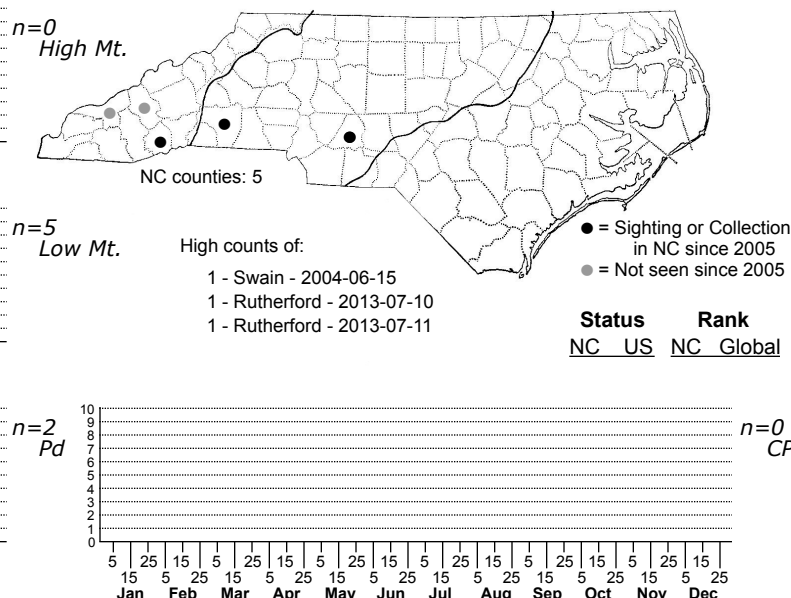 n=0
High Mt.
NC counties: 5
n=5
Low Mt.
High counts of:
1 - Swain - 2004-06-15
1 - Rutherford - 2013-07-10
1 - Rutherford - 2013-07-11
● = Sighting or Collection
in NC since 2005
● = Not seen since 2005
Status Rank
NC US NC Global
n=2
Pd
n=0
CP
10
9
8
7
6
5
4
3
2
1
0
5 25 15 5 25 15 5 25 15 5 25 15 5 25 15 5 25 15
15 5 25 15 5 25 15 5 25 15 5 25 15 5 25 15 5 25
Jan Feb Mar Apr May Jun Jul Aug Sep Oct Nov Dec